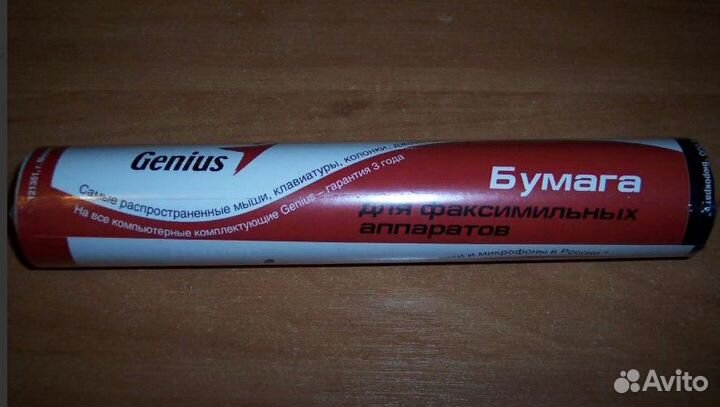 Genius
Самые распространенные мыши, клавиатуры, колонки,
На все компьютерные комплектующие Genius – гарантия 3 года
Бумага
для факсимильных
аппаратов
и микрофоны в России
121351, г.
Avito